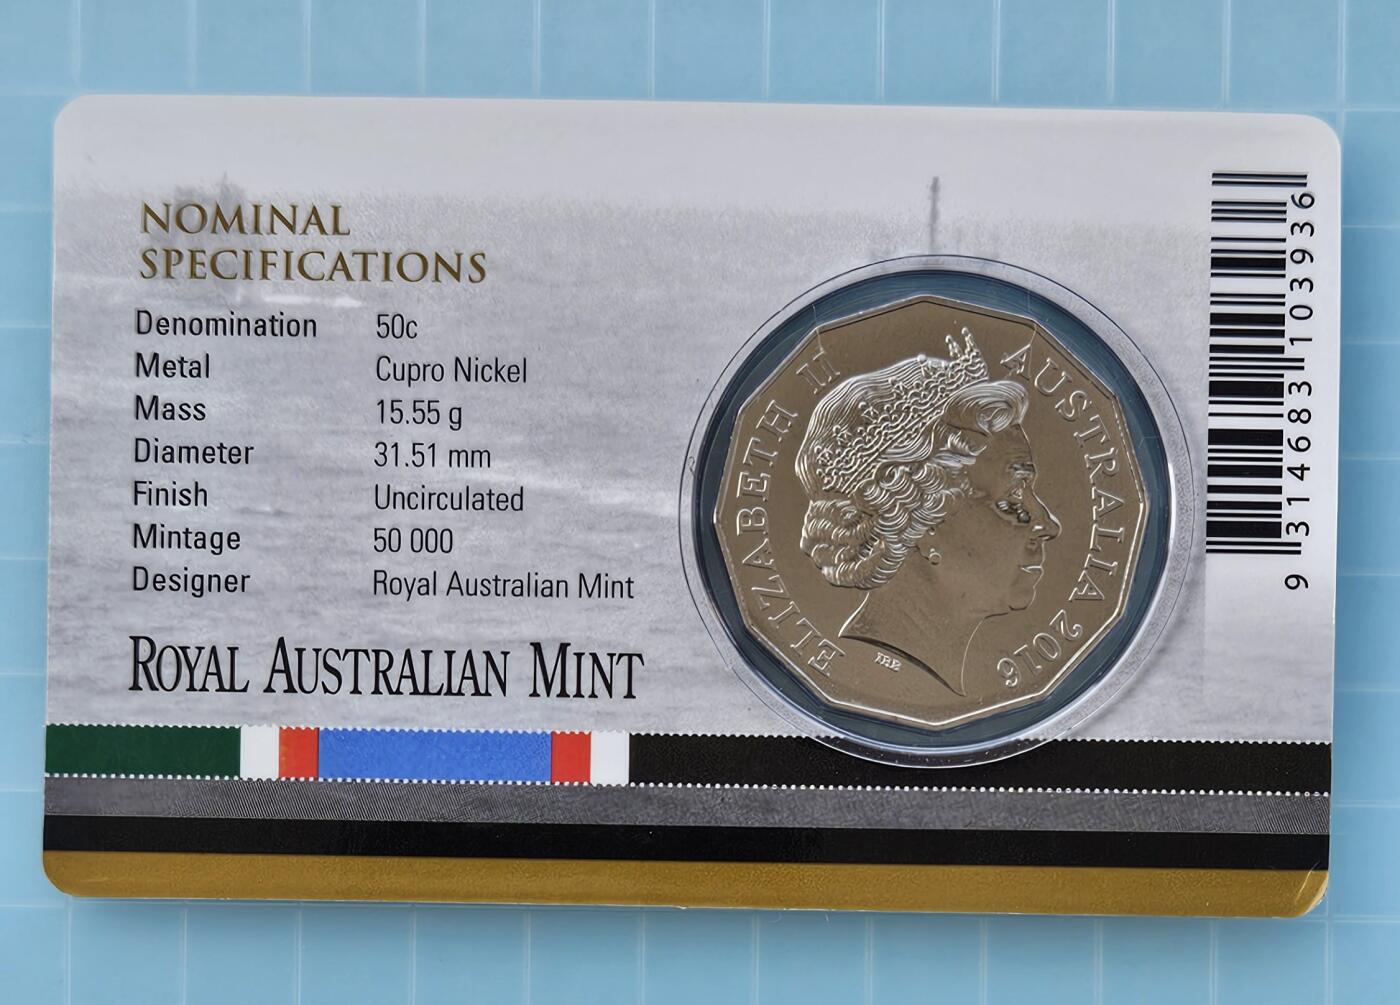 NOMINAL
SPECIFICATIONS
Denomination 50c
Metal Cupro Nickel
Mass 15.55 g
Diameter 31.51 mm
Finish Uncirculated
Mintage 50 000
Designer Royal Australian Mint
ROYAL AUSTRALIAN MINT
ELIZABETH II AUSTRALIA 2016
IRB
9 314683 103936